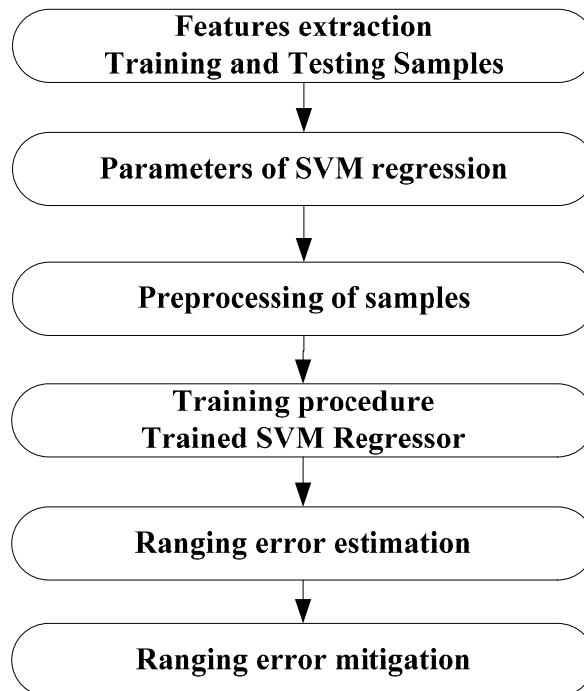 Features extraction
Training and Testing Samples
Parameters of SVM regression
Preprocessing of samples
Training procedure
Trained SVM Regressor
Ranging error estimation
Ranging error mitigation